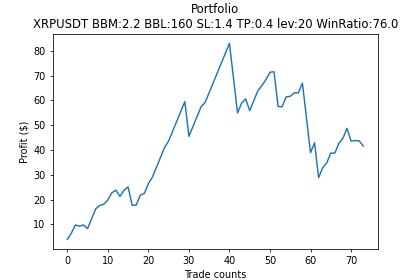 Portfolio
XRPUSDT BBM:2.2 BBL:160 SL:1.4 TP:0.4 lev:20 WinRatio:76.0
80
70
60
50
40
30
20
10
Profit ($)
0 10 20 30 40 50 60 70
Trade counts